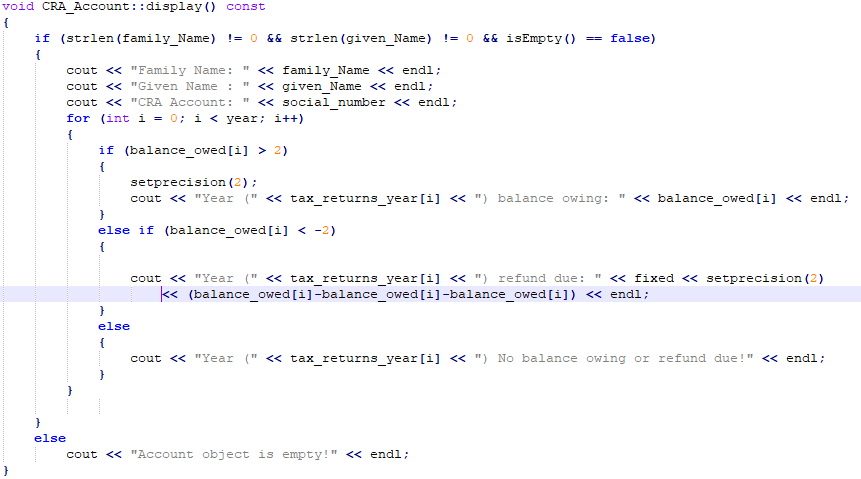 void CRA_Account::display() const
{
if (strlen(family_Name) != 0 && strlen(given_Name) != 0 && isEmpty() == false)
{
cout << "Family Name: " << family_Name << endl;
cout << "Given Name : " << given_Name << endl;
cout << "CRA Account: " << social_number << endl;
for (int i = 0; i < year; i++)
{
if (balance_owed[i] > 2)
{
setprecision(2);
cout << "Year (" << tax_returns_year[i] << ") balance owing: " << balance_owed[i] << endl;
}
else if (balance_owed[i] < -2)
{
cout << "Year (" << tax_returns_year[i] << ") refund due: " << fixed << setprecision(2)
<< (balance_owed[i]-balance_owed[i]-balance_owed[i]) << endl;
}
else
{
cout << "Year (" << tax_returns_year[i] << ") No balance owing or refund due!" << endl;
}
}
}
else
cout << "Account object is empty!" << endl;
}